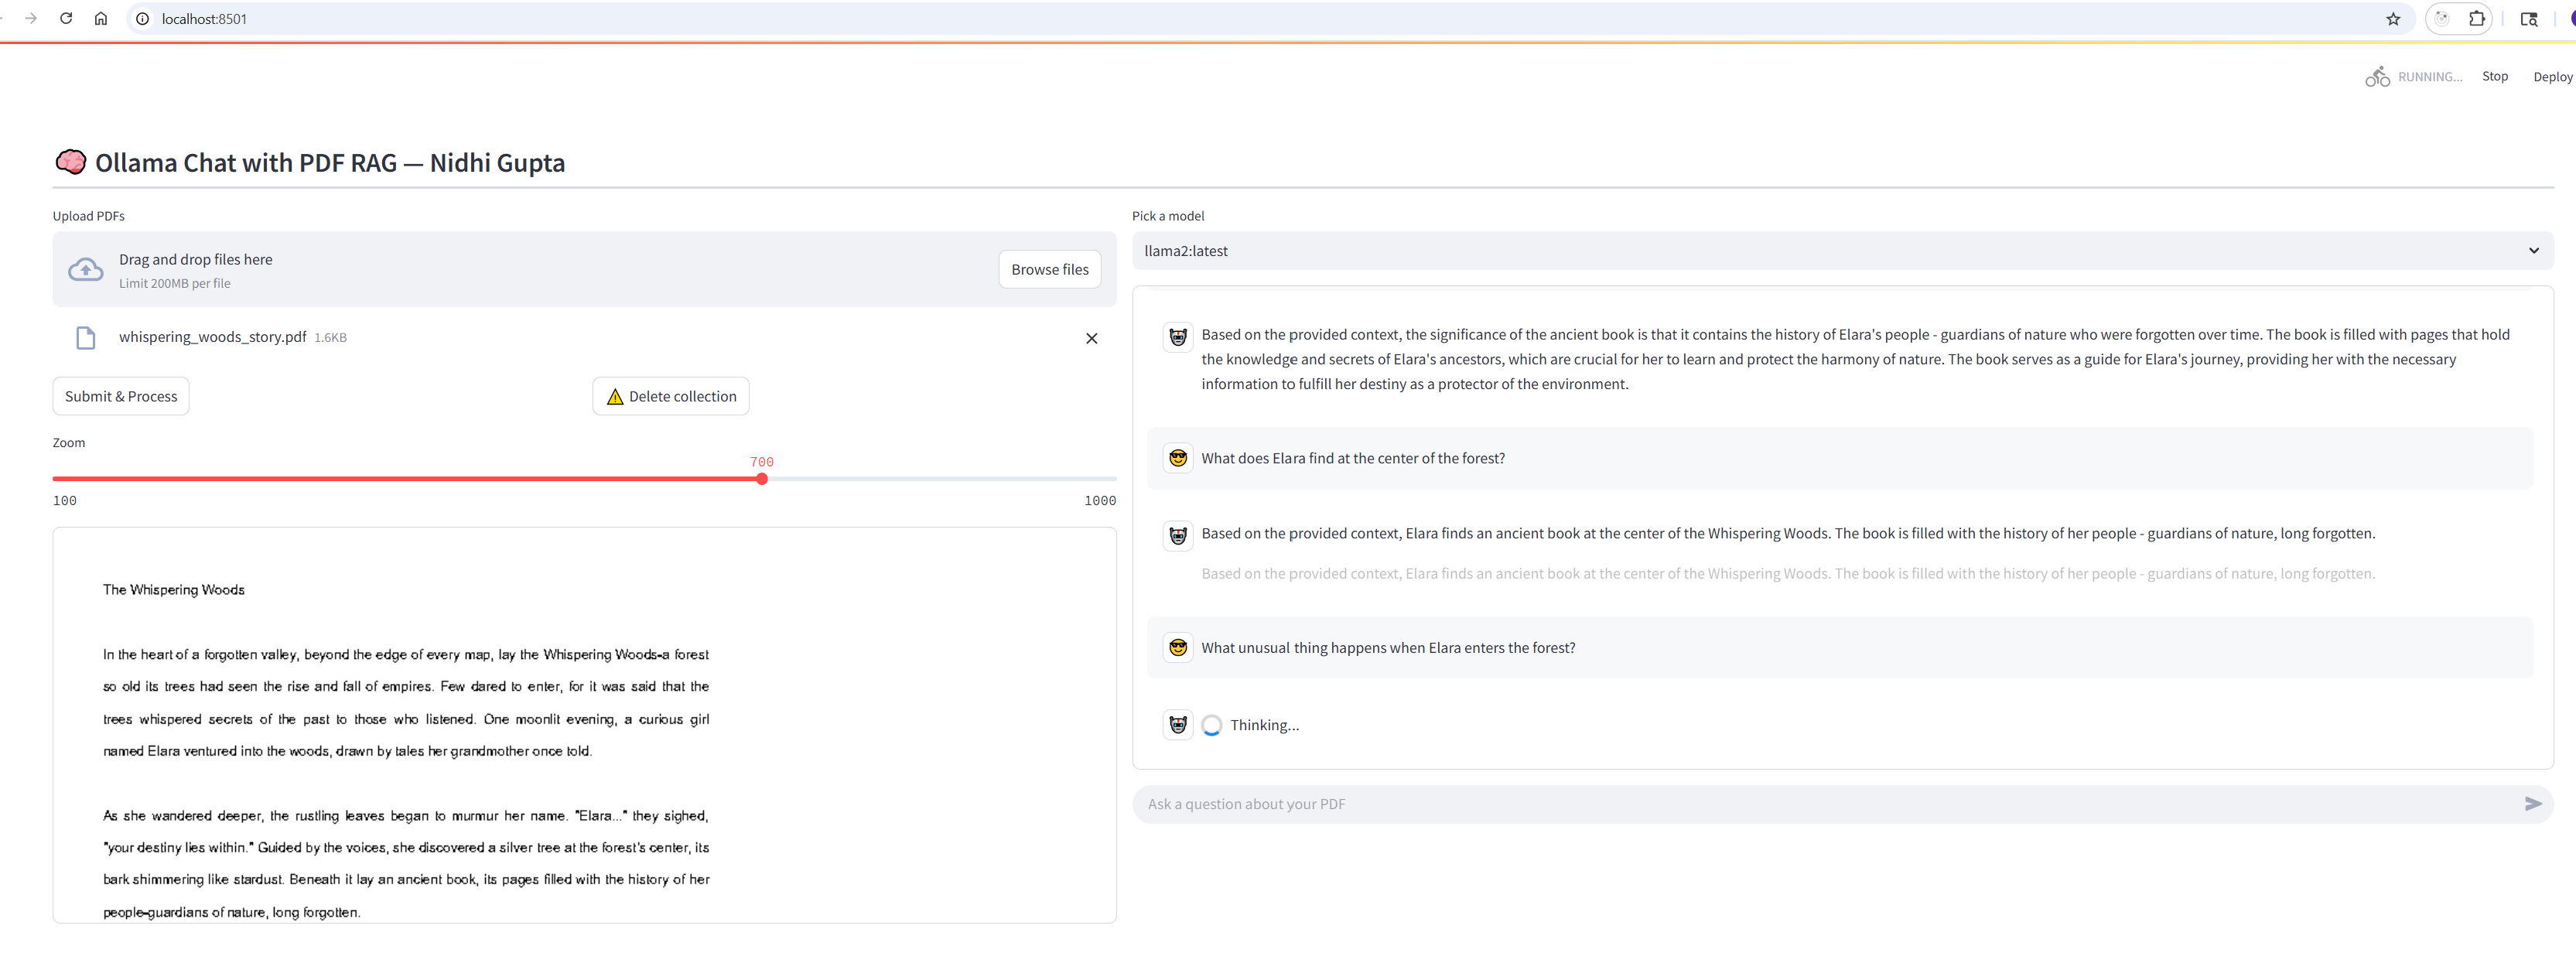 localhost:8501
RUNNING...
Stop
Deploy
Ollama Chat with PDF RAG — Nidhi Gupta
Upload PDFs
Drag and drop files here
Limit 200MB per file
Browse files
whispering_woods_story.pdf 1.6KB
Submit & Process
Delete collection
Zoom
700
100
1000
The Whispering Woods
In the heart of a forgotten valley, beyond the edge of every map, lay the Whispering Woods-a forest
so old its trees had seen the rise and fall of empires. Few dared to enter, for it was said that the
trees whispered secrets of the past to those who listened. One moonlit evening, a curious girl
named Elara ventured into the woods, drawn by tales her grandmother once told.
As she wandered deeper, the rustling leaves began to murmur her name. "Elara..." they sighed,
"your destiny lies within." Guided by the voices, she discovered a silver tree at the forest's center, its
bark shimmering like stardust. Beneath it lay an ancient book, its pages filled with the history of her
people-guardians of nature, long forgotten.
Pick a model
llama2:latest
Based on the provided context, the significance of the ancient book is that it contains the history of Elara's people - guardians of nature who were forgotten over time. The book is filled with pages that hold
the knowledge and secrets of Elara's ancestors, which are crucial for her to learn and protect the harmony of nature. The book serves as a guide for Elara's journey, providing her with the necessary
information to fulfill her destiny as a protector of the environment.
What does Elara find at the center of the forest?
Based on the provided context, Elara finds an ancient book at the center of the Whispering Woods. The book is filled with the history of her people - guardians of nature, long forgotten.
Based on the provided context, Elara finds an ancient book at the center of the Whispering Woods. The book is filled with the history of her people - guardians of nature, long forgotten.
What unusual thing happens when Elara enters the forest?
Thinking...
Ask a question about your PDF